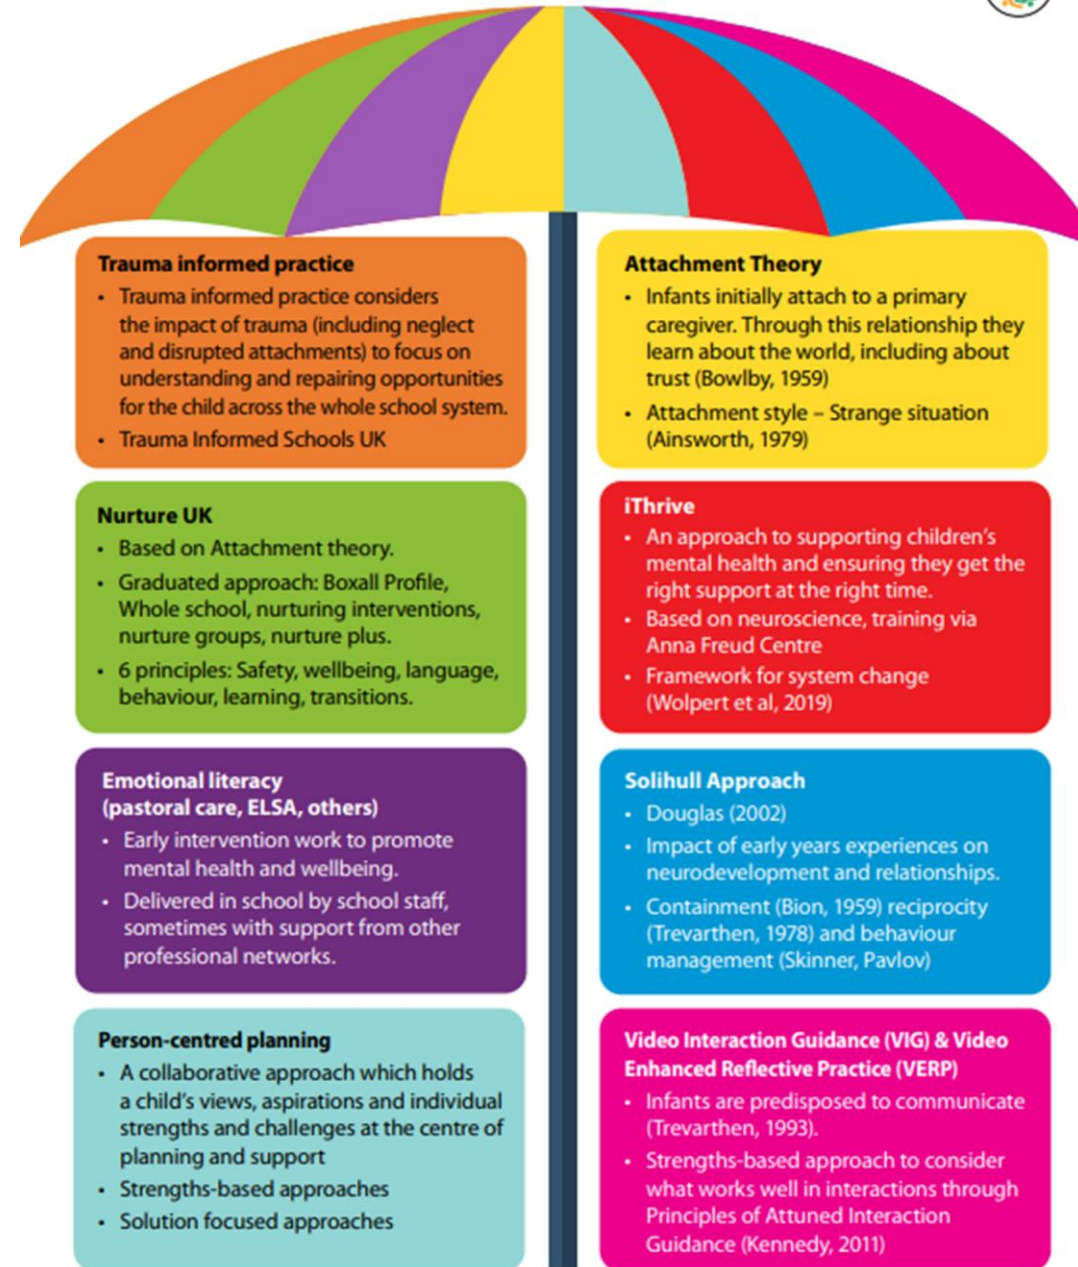 Trauma informed practice
• Trauma informed practice considers
the impact of trauma (including neglect
and disrupted attachments) to focus on
understanding and repairing opportunities
for the child across the whole school system.
• Trauma Informed Schools UK
Nurture UK
• Based on Attachment theory.
• Graduated approach: Boxall Profile,
Whole school, nurturing interventions,
nurture groups, nurture plus.
• 6 principles: Safety, wellbeing, language,
behaviour, learning, transitions.
Emotional literacy
(pastoral care, ELSA, others)
• Early intervention work to promote
mental health and wellbeing.
• Delivered in school by school staff,
sometimes with support from other
professional networks.
Person-centred planning
• A collaborative approach which holds
a child's views, aspirations and individual
strengths and challenges at the centre of
planning and support
• Strengths-based approaches
• Solution focused approaches
Attachment Theory
• Infants initially attach to a primary
caregiver. Through this relationship they
learn about the world, including about
trust (Bowlby, 1959)
• Attachment style – Strange situation
(Ainsworth, 1979)
iThrive
• An approach to supporting children's
mental health and ensuring they get the
right support at the right time.
• Based on neuroscience, training via
Anna Freud Centre
• Framework for system change
(Wolpert et al, 2019)
Solihull Approach
• Douglas (2002)
• Impact of early years experiences on
neurodevelopment and relationships.
• Containment (Bion, 1959) reciprocity
(Trevarthen, 1978) and behaviour
management (Skinner, Pavlov)
Video Interaction Guidance (VIG) & Video
Enhanced Reflective Practice (VERP)
• Infants are predisposed to communicate
(Trevarthen, 1993).
• Strengths-based approach to consider
what works well in interactions through
Principles of Attuned Interaction
Guidance (Kennedy, 2011)